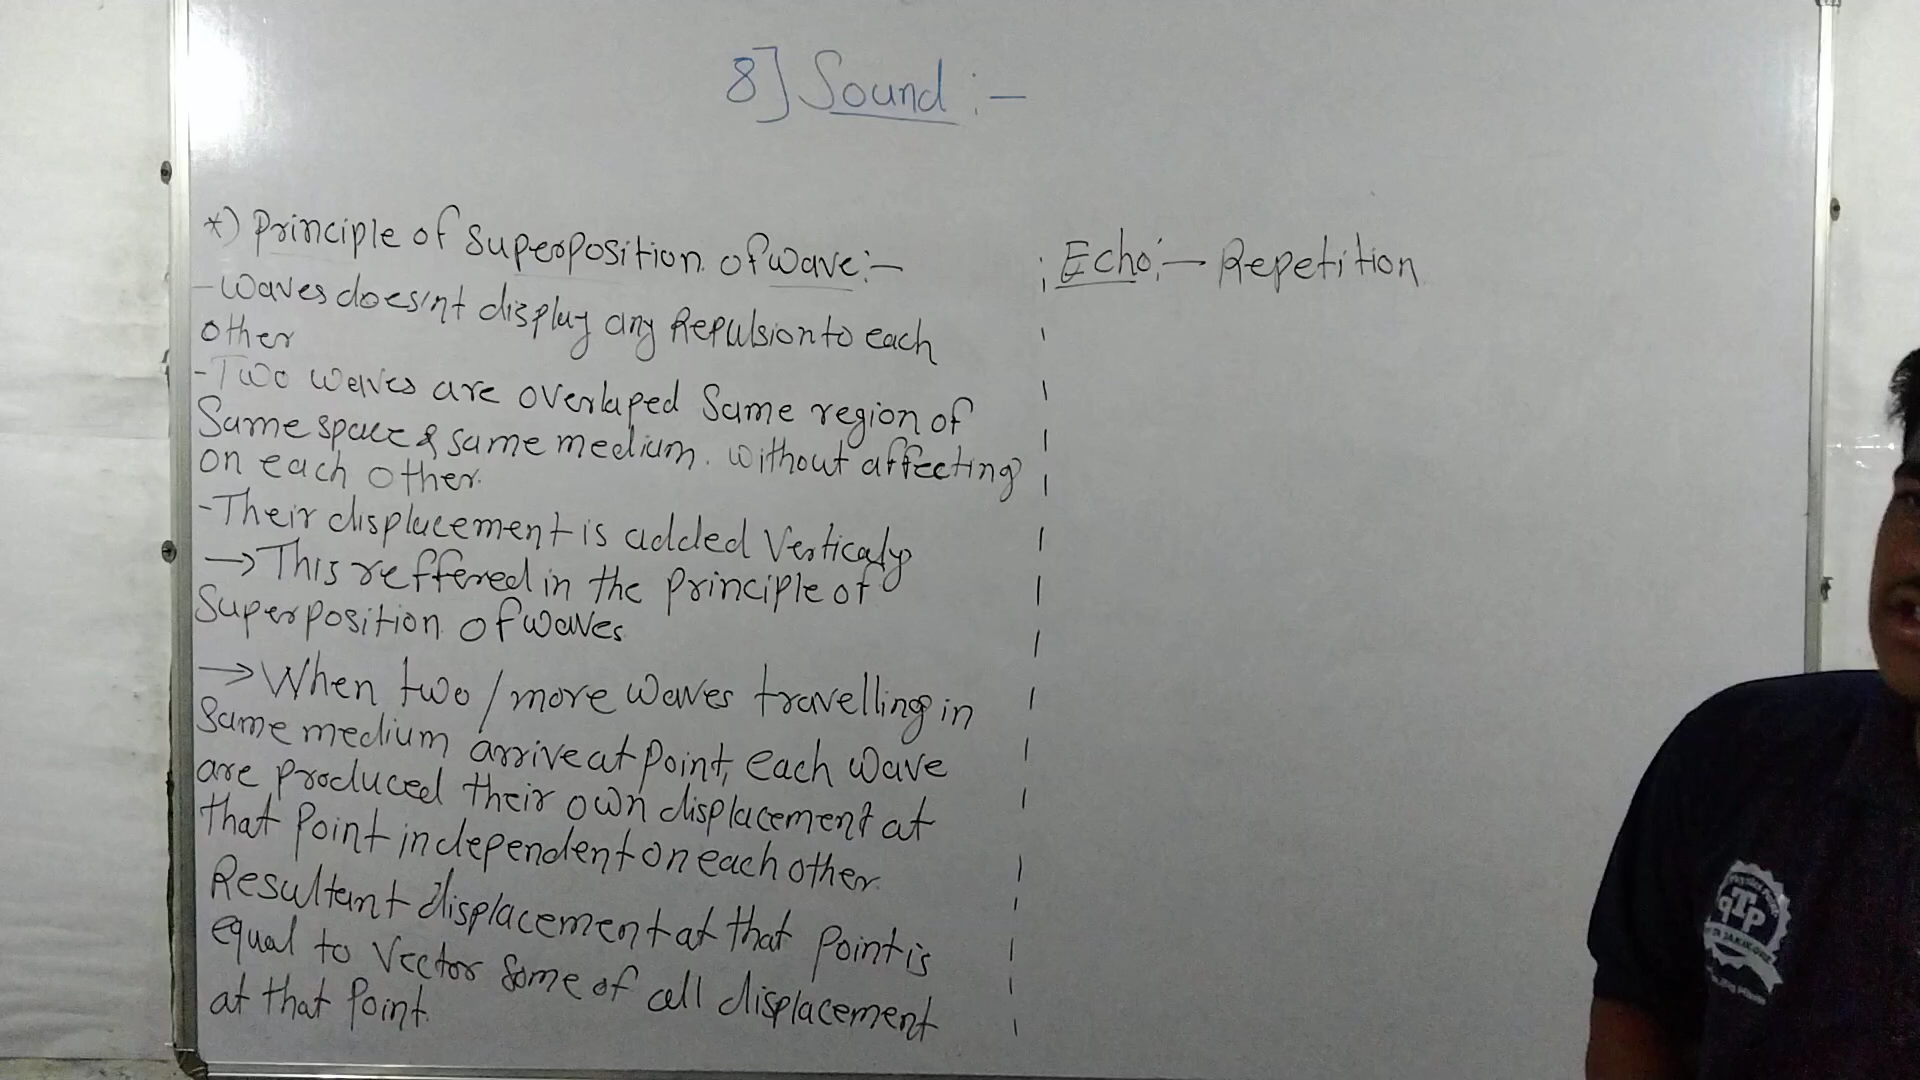 8] Sound :-
*) Principle of Superposition of wave:-
- Waves does'nt display any Repulsion to each
other
- Two waves are overlaped Same region of
Same space & same medium. without affecting
on each other.
- Their displacement is added Verticaly
→ This reffered in the Principle of
Superposition of waves
→ When two / more waves travelling in
Same medium arrive at Point, each wave
are produced their own displacement at
that Point independent on each other.
Resultant displacement at that Point is
equal to Vector Some of all displacement
at that Point.
Echo:- Repetition
qTp